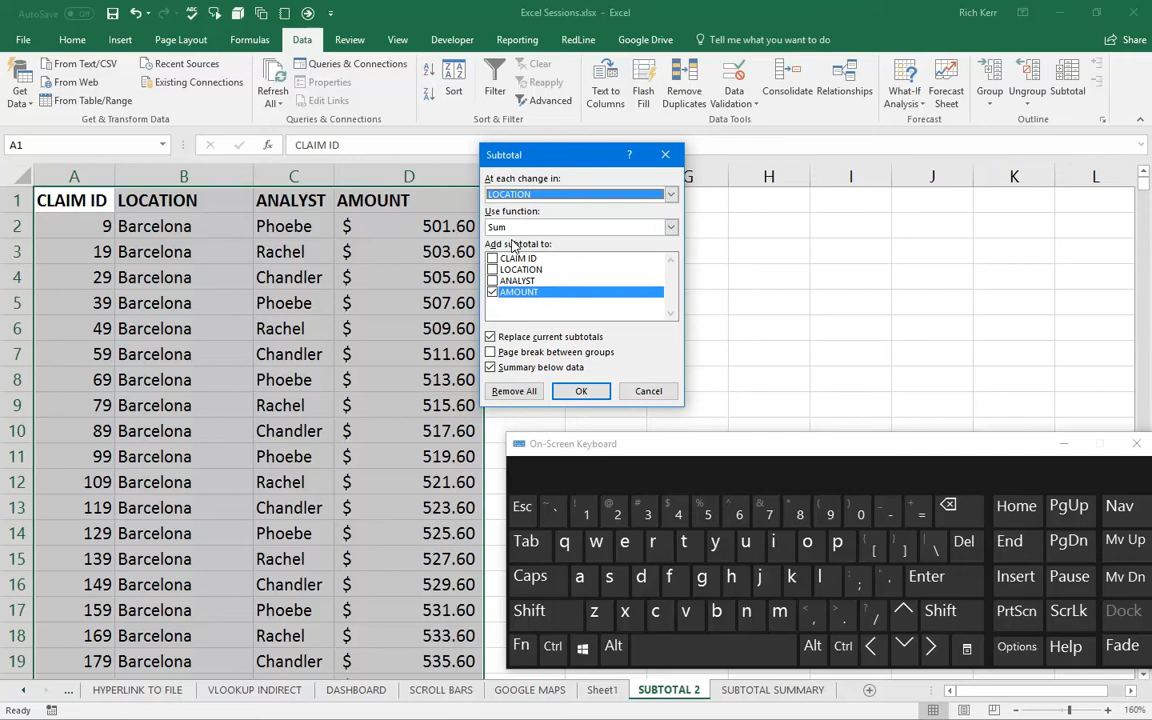 AutoSave Off Excel Sessions.xlsx - Excel Rich Kerr
File Home Insert Page Layout Formulas Data Review View Developer Reporting RedLine Google Drive Tell me what you want to do Share
From Text/CSV Recent Sources Queries & Connections Clear
From Web Existing Connections Properties Reapply
From Table/Range Edit Links Advanced
Get Data Refresh All Sort Filter Text to Columns Flash Fill Remove Duplicates Data Validation Consolidate Relationships What-If Analysis Forecast Sheet Group Ungroup Subtotal
Get & Transform Data Queries & Connections Sort & Filter Data Tools Forecast Outline
A1 fx CLAIM ID
A B C D G H I J K L
1 CLAIM ID LOCATION ANALYST AMOUNT
2 9 Barcelona Phoebe $ 501.60
3 19 Barcelona Rachel $ 503.60
4 29 Barcelona Chandler $ 505.60
5 39 Barcelona Phoebe $ 507.60
6 49 Barcelona Rachel $ 509.60
7 59 Barcelona Chandler $ 511.60
8 69 Barcelona Phoebe $ 513.60
9 79 Barcelona Rachel $ 515.60
10 89 Barcelona Chandler $ 517.60
11 99 Barcelona Phoebe $ 519.60
12 109 Barcelona Rachel $ 521.60
13 119 Barcelona Chandler $ 523.60
14 129 Barcelona Phoebe $ 525.60
15 139 Barcelona Rachel $ 527.60
16 149 Barcelona Chandler $ 529.60
17 159 Barcelona Phoebe $ 531.60
18 169 Barcelona Rachel $ 533.60
19 179 Barcelona Chandler $ 535.60
Subtotal ?
At each change in:
LOCATION
Use function:
Sum
Add subtotal to:
CLAIM ID
LOCATION
ANALYST
AMOUNT
Replace current subtotals
Page break between groups
Summary below data
Remove All OK Cancel
On-Screen Keyboard
Esc ~ ` ! 1 @ 2 # 3 $ 4 % 5 ^ 6 & 7 * 8 ( 9 ) 0 _ - + = Home PgUp Nav
Tab q w e r t y u i o p { [ } ] | \ Del End PgDn Mv Up
Caps a s d f g h j k l : ; " ' Enter Insert Pause Mv Dn
Shift z x c v b n m < , > . ? / Shift PrtScn ScrLk Dock
Fn Ctrl Alt Alt Ctrl Options Help Fade
... HYPERLINK TO FILE VLOOKUP INDIRECT DASHBOARD SCROLL BARS GOOGLE MAPS Sheet1 SUBTOTAL 2 SUBTOTAL SUMMARY
Ready 160%